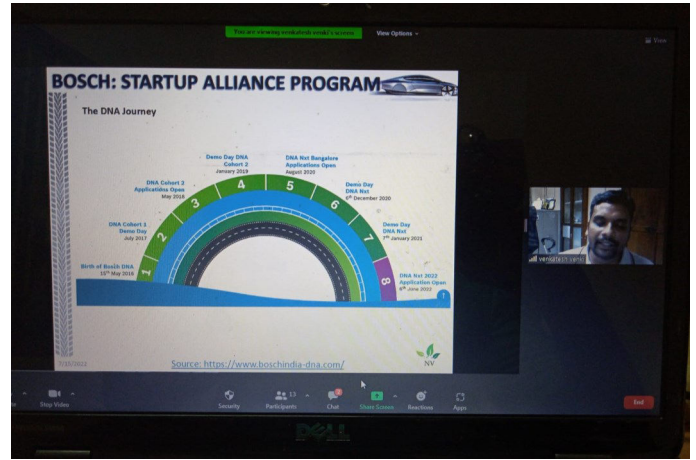 You are viewing venkatesh venki's screen
View Options
View
BOSCH: STARTUP ALLIANCE PROGRAM
The DNA Journey
Demo Day DNA
Cohort 2
January 2019
DNA Nxt Bangalore
Applications Open
August 2020
DNA Cohort 2
Applications Open
May 2018
Demo Day
DNA Nxt
December 2020
DNA Cohort 1
Demo Day
July 2017
Demo Day
DNA Nxt
7th January 2021
Birth of Bosch DNA
May 2016
DNA Nxt 2022
Application Open
June 2022
1
2
3
4
5
6
7
8
venkatesh venki
Source: https://www.boschindia-dna.com/
NV
Stop Video
Security
Participants
13
Chat
Share Screen
Reactions
Apps
End
DELL